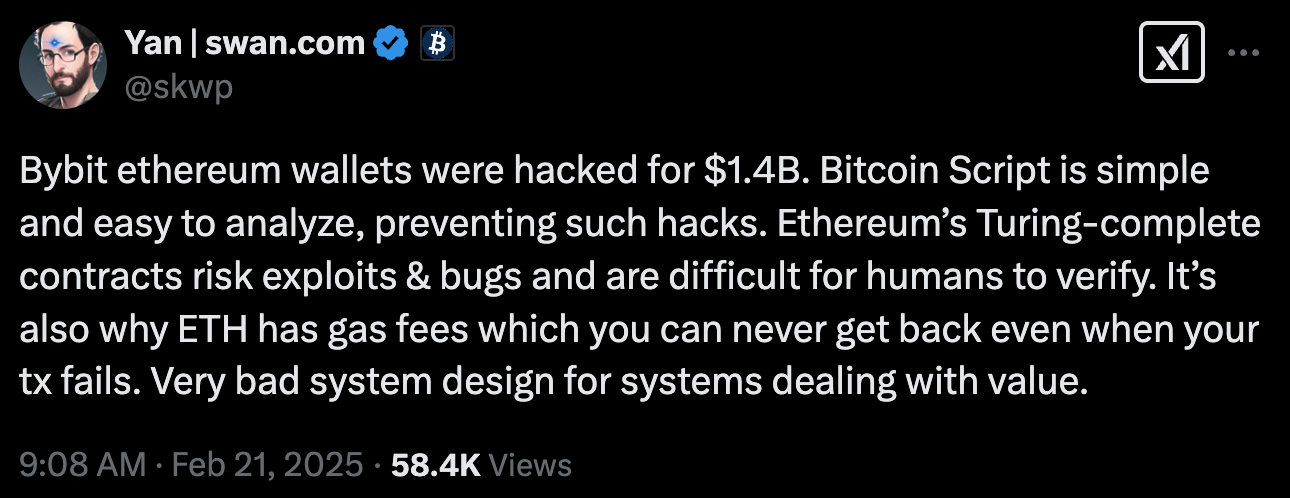 Yan | swan.com
@skwp
Bybit ethereum wallets were hacked for $1.4B. Bitcoin Script is simple
and easy to analyze, preventing such hacks. Ethereum’s Turing-complete
contracts risk exploits & bugs and are difficult for humans to verify. It’s
also why ETH has gas fees which you can never get back even when your
tx fails. Very bad system design for systems dealing with value.
9:08 AM · Feb 21, 2025 · 58.4K Views